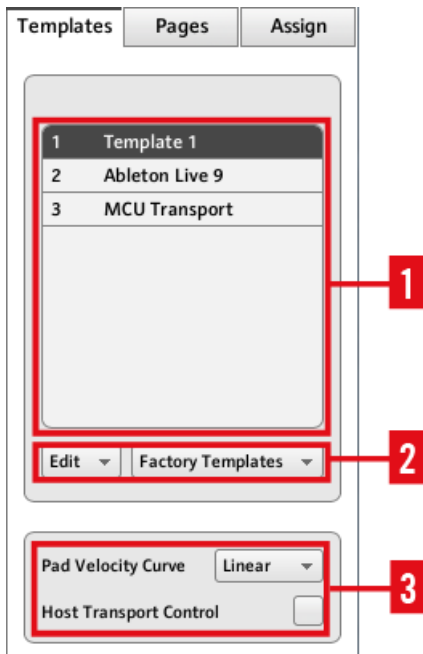 Templates Pages Assign
1 Template 1
2 Ableton Live 9
3 MCU Transport
1
Edit Factory Templates
2
Pad Velocity Curve Linear
3
Host Transport Control